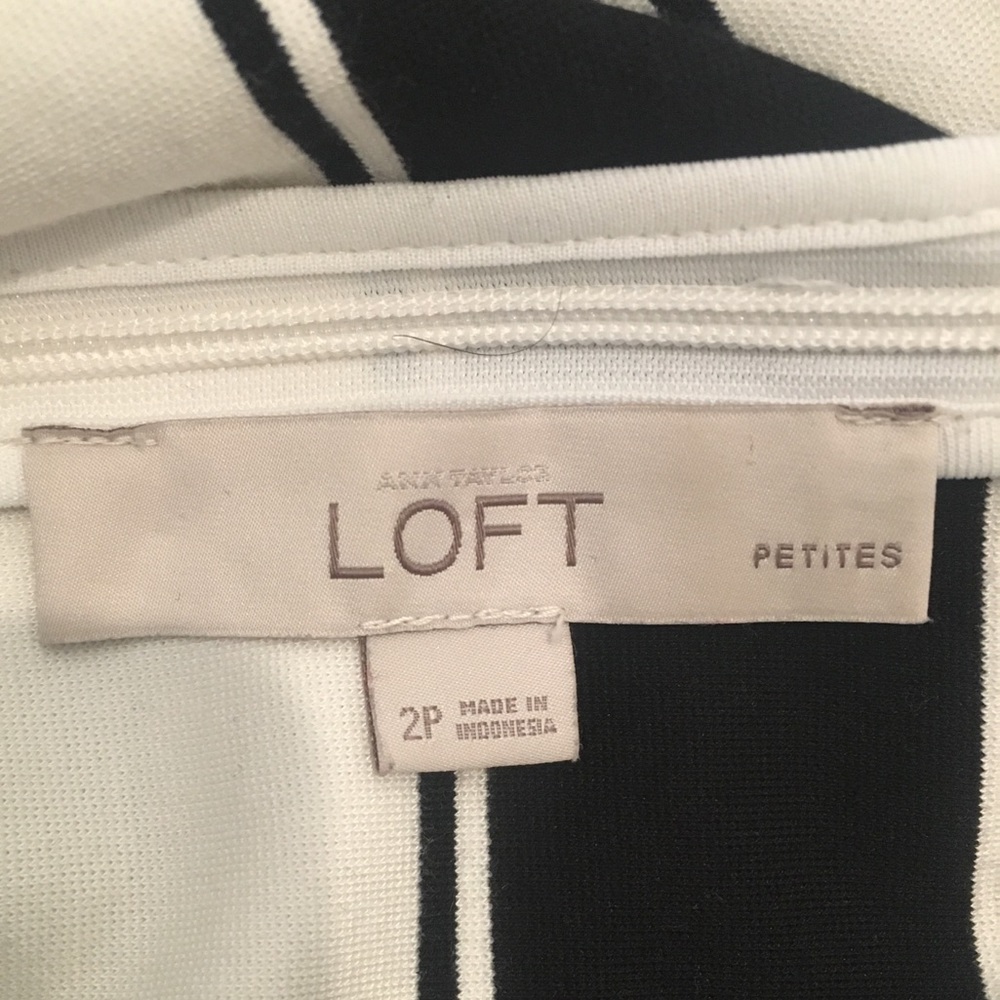 ANN TAYLOR
LOFT
PETITES
2P MADE IN
INDONESIA